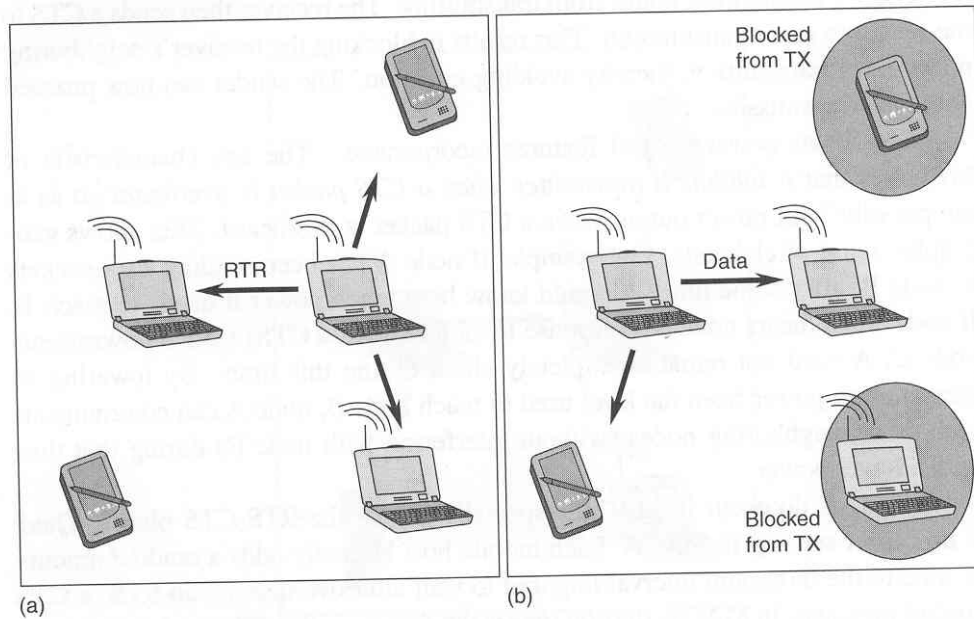 RTR
(a)
Blocked
from TX
Data
Blocked
from TX
(b)